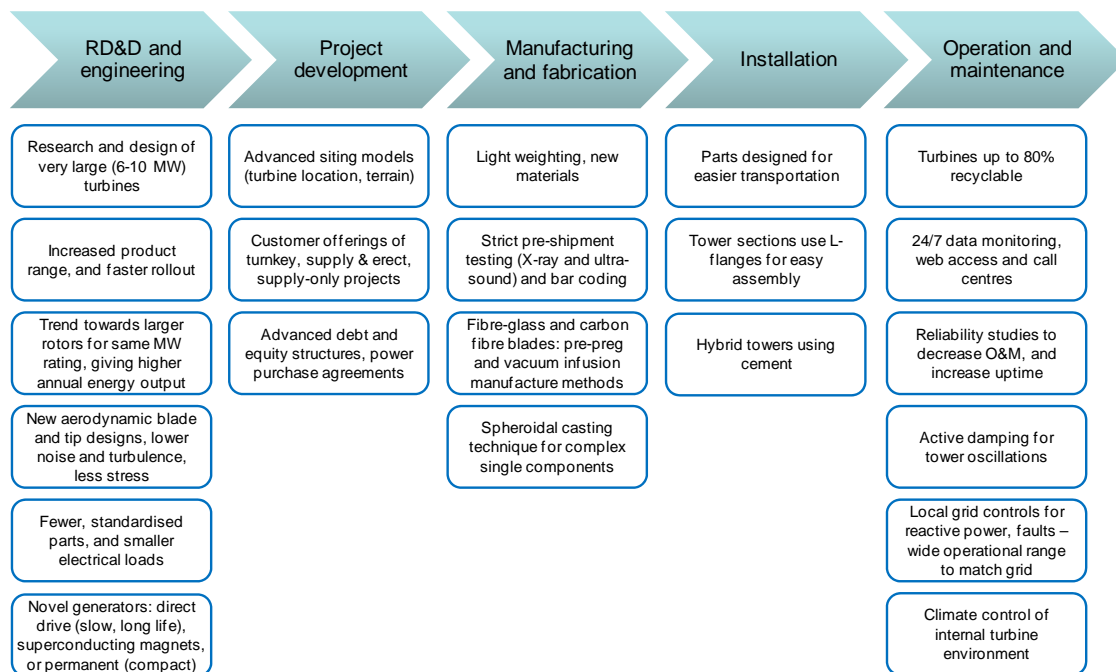 RD&D and
engineering
Project
development
Manufacturing
and fabrication
Installation
Operation and
maintenance
Research and design of
very large (6-10 MW)
turbines
Increased product
range, and faster rollout
Trend towards larger
rotors for same MW
rating, giving higher
annual energy output
New aerodynamic blade
and tip designs, lower
noise and turbulence,
less stress
Fewer, standardised
parts, and smaller
electrical loads
Novel generators: direct
drive (slow, long life),
superconducting magnets,
or permanent (compact)
Advanced siting models
(turbine location, terrain)
Customer offerings of
turnkey, supply & erect,
supply-only projects
Advanced debt and
equity structures, power
purchase agreements
Light weighting, new
materials
Strict pre-shipment
testing (X-ray and ultra-
sound) and bar coding
Fibre-glass and carbon
fibre blades: pre-preg
and vacuum infusion
manufacture methods
Spheroidal casting
technique for complex
single components
Parts designed for
easier transportation
Tower sections use L-
flanges for easy
assembly
Hybrid towers using
cement
Turbines up to 80%
recyclable
24/7 data monitoring,
web access and call
centres
Reliability studies to
decrease O&M, and
increase uptime
Active damping for
tower oscillations
Local grid controls for
reactive power, faults –
wide operational range
to match grid
Climate control of
internal turbine
environment